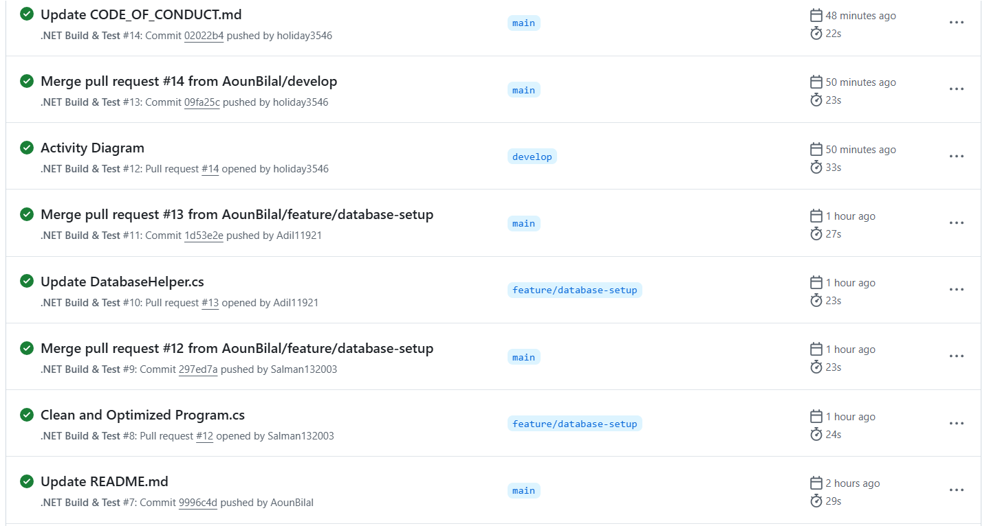 Update CODE_OF_CONDUCT.md
.NET Build & Test #14: Commit 02022b4 pushed by holiday3546
main
48 minutes ago
22s
Merge pull request #14 from AounBilal/develop
.NET Build & Test #13: Commit 09fa25c pushed by holiday3546
main
50 minutes ago
23s
Activity Diagram
.NET Build & Test #12: Pull request #14 opened by holiday3546
develop
50 minutes ago
33s
Merge pull request #13 from AounBilal/feature/database-setup
.NET Build & Test #11: Commit 1d53e2e pushed by Adil11921
main
1 hour ago
27s
Update DatabaseHelper.cs
.NET Build & Test #10: Pull request #13 opened by Adil11921
feature/database-setup
1 hour ago
23s
Merge pull request #12 from AounBilal/feature/database-setup
.NET Build & Test #9: Commit 297ed7a pushed by Salman132003
main
1 hour ago
23s
Clean and Optimized Program.cs
.NET Build & Test #8: Pull request #12 opened by Salman132003
feature/database-setup
1 hour ago
24s
Update README.md
.NET Build & Test #7: Commit 9996c4d pushed by AounBilal
main
2 hours ago
29s